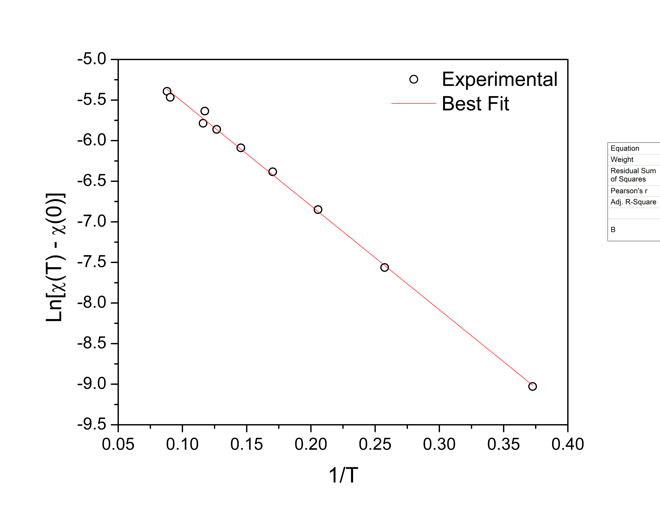 Experimental
Best Fit
-5.0
-5.5
-6.0
-6.5
-7.0
-7.5
-8.0
-8.5
-9.0
-9.5
Ln[χ(T) - χ(0)]
0.05 0.10 0.15 0.20 0.25 0.30 0.35 0.40
1/T
Equation
Weight
Residual Sum
of Squares
Pearson's r
Adj. R-Square
B